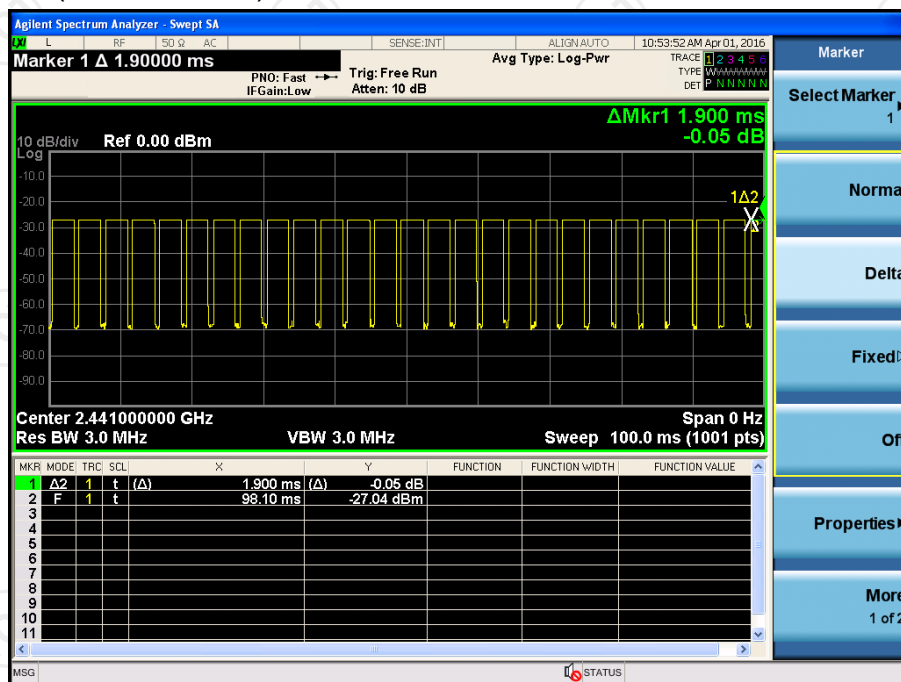 Agilent Spectrum Analyzer - Swept SA
LXI L RF 50 Ω AC SENSE:INT ALIGN AUTO 10:53:52 AM Apr 01, 2016
Marker 1 Δ 1.90000 ms
PNO: Fast
IFGain:Low
Trig: Free Run
Atten: 10 dB
Avg Type: Log-Pwr
TRACE 1 2 3 4 5 6
TYPE W
DET P N N N N N
ΔMkr1 1.900 ms
-0.05 dB
10 dB/div Ref 0.00 dBm
Log
-10.0
-20.0
-30.0
-40.0
-50.0
-60.0
-70.0
-80.0
-90.0
1Δ2
Center 2.441000000 GHz Span 0 Hz
Res BW 3.0 MHz VBW 3.0 MHz Sweep 100.0 ms (1001 pts)
MKR MODE TRC SCL X Y FUNCTION FUNCTION WIDTH FUNCTION VALUE
1 Δ2 1 t (Δ) 1.900 ms (Δ) -0.05 dB
2 F 1 t 98.10 ms -27.04 dBm
3
4
5
6
7
8
9
10
11
MSG STATUS
Marker
Select Marker
1
Norma
Delta
Fixed
Of
Properties
More
1 of 2